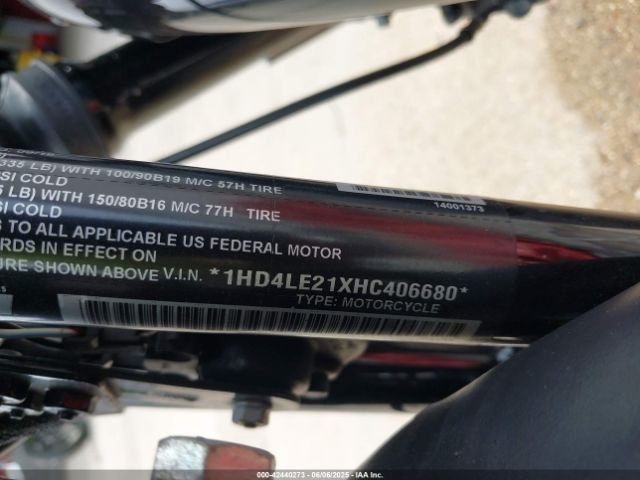 (335 LB) WITH 100/90B19 M/C 57H TIRE
SI COLD
LB) WITH 150/80B16 M/C 77H TIRE
SI COLD
S TO ALL APPLICABLE US FEDERAL MOTOR
RDS IN EFFECT ON
URE SHOWN ABOVE V.I.N. *1HD4LE21XHC406680*
TYPE: MOTORCYCLE
14001373
000-42440273 - 06/06/2025 - IAA Inc.